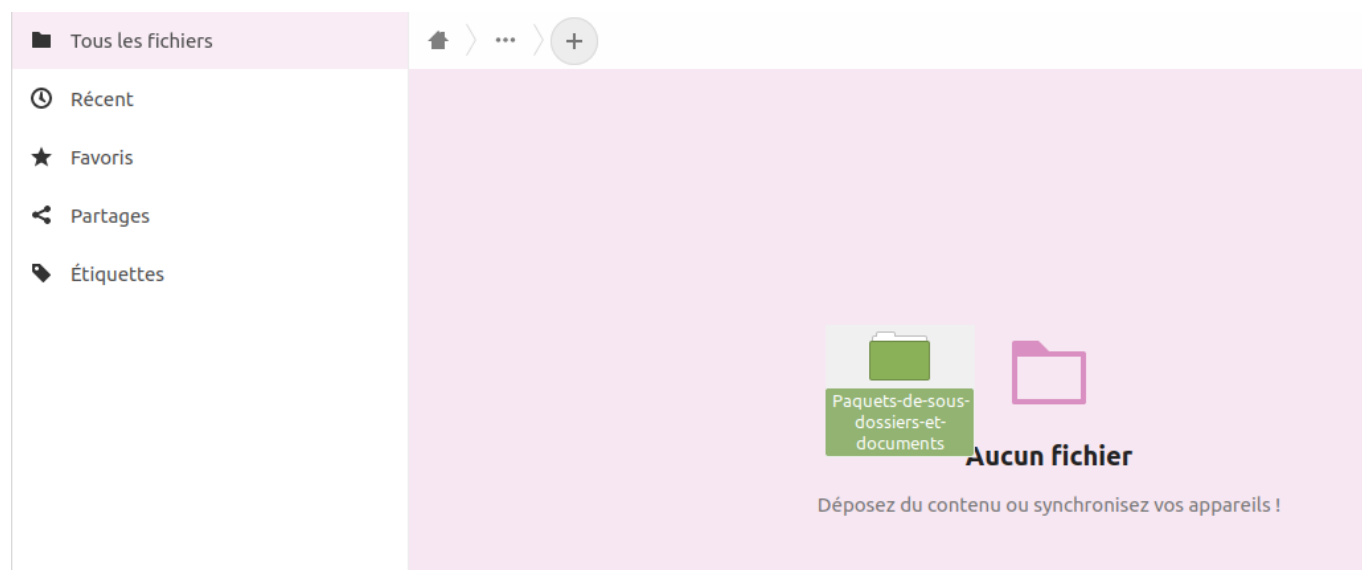 Tous les fichiers
Récent
Favoris
Partages
Étiquettes
Paquets-de-sous-
dossiers-et-
documents
Aucun fichier
Déposez du contenu ou synchronisez vos appareils !